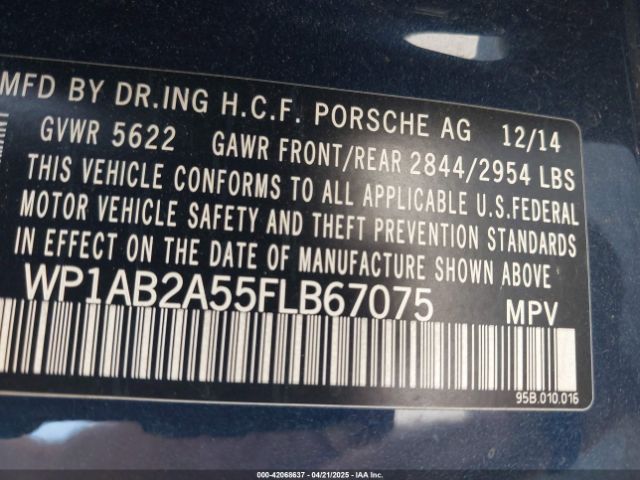 MFD BY DR.ING H.C.F. PORSCHE AG 12/14
GVWR 5622 GAWR FRONT/REAR 2844/2954 LBS
THIS VEHICLE CONFORMS TO ALL APPLICABLE U.S.FEDERAL
MOTOR VEHICLE SAFETY AND THEFT PREVENTION STANDARDS
IN EFFECT ON THE DATE OF MANUFACTURE SHOWN ABOVE
WP1AB2A55FLB67075 MPV
95B.010.016
000-42068637 - 04/21/2025 - IAA Inc.